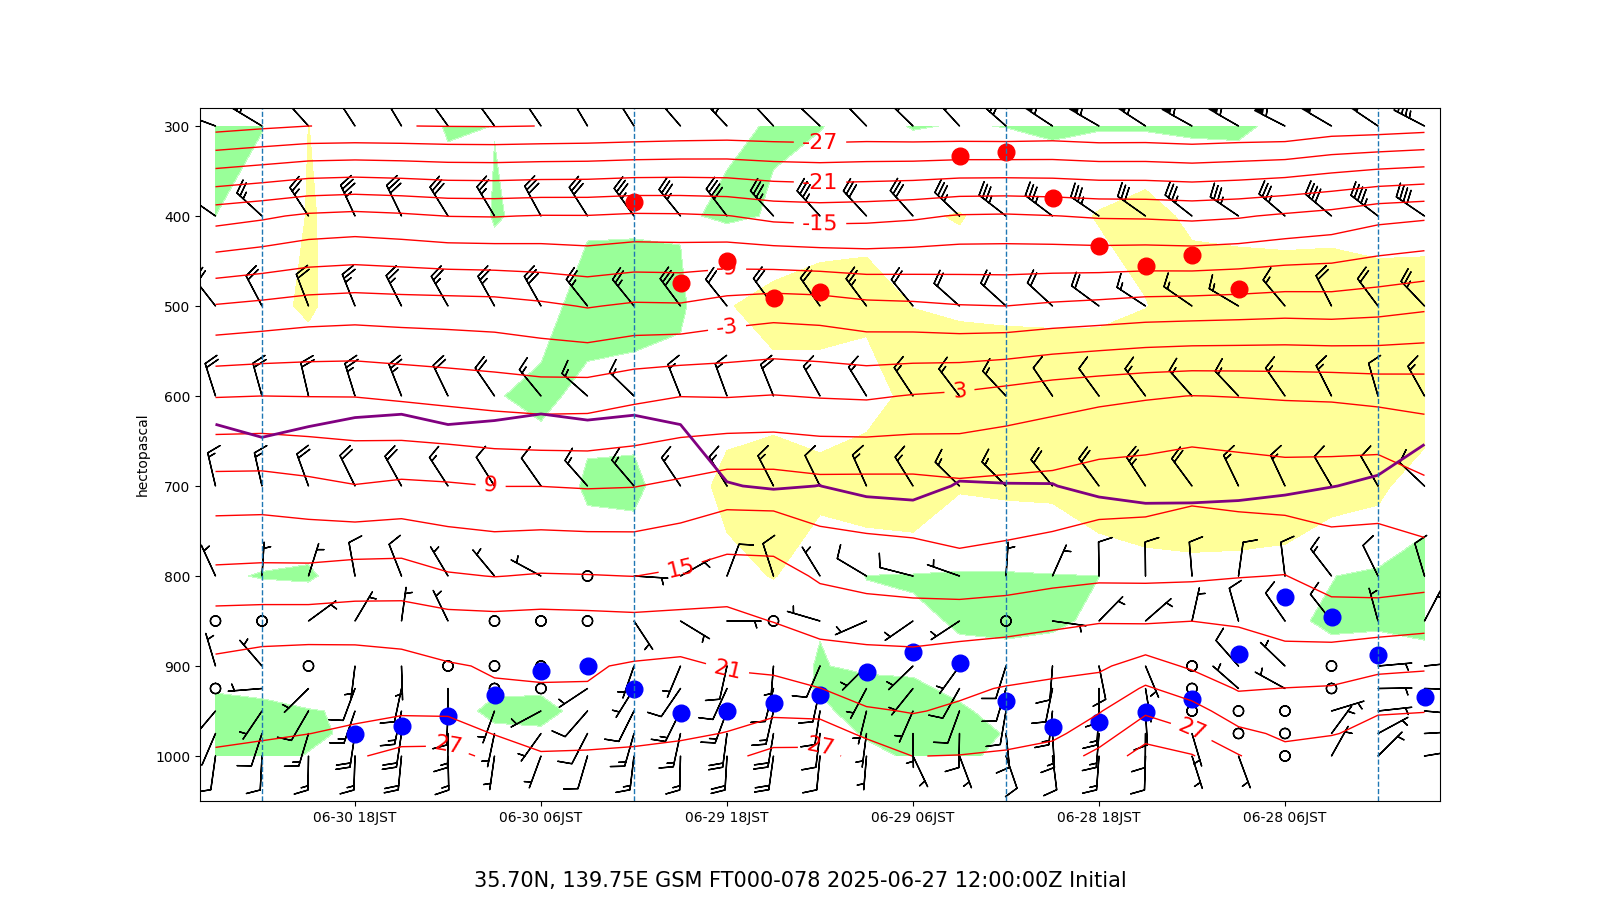 300
-27
-21
400
-15
-9
500
-3
600
3
hectopascal
700
9
800
15
900
21
1000
27
27
27
06-30 18JST
06-30 06JST
06-29 18JST
06-29 06JST
06-28 18JST
06-28 06JST
35.70N, 139.75E GSM FT000-078 2025-06-27 12:00:00Z Initial